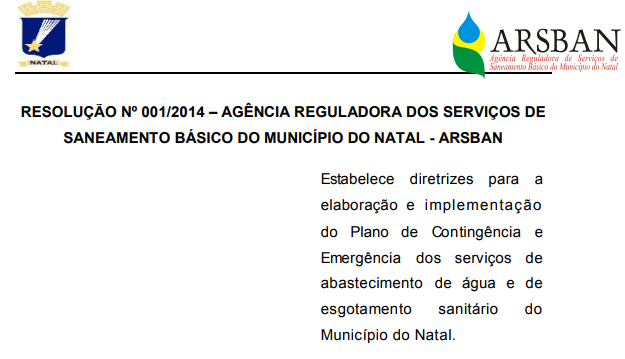 NATAL
ARSBAN
Agência Reguladora de Serviços de
Saneamento Básico do Município do Natal
RESOLUÇÃO Nº 001/2014 – AGÊNCIA REGULADORA DOS SERVIÇOS DE
SANEAMENTO BÁSICO DO MUNICÍPIO DO NATAL - ARSBAN
Estabelece diretrizes para a
elaboração e implementação
do Plano de Contingência e
Emergência dos serviços de
abastecimento de água e de
esgotamento sanitário do
Município do Natal.